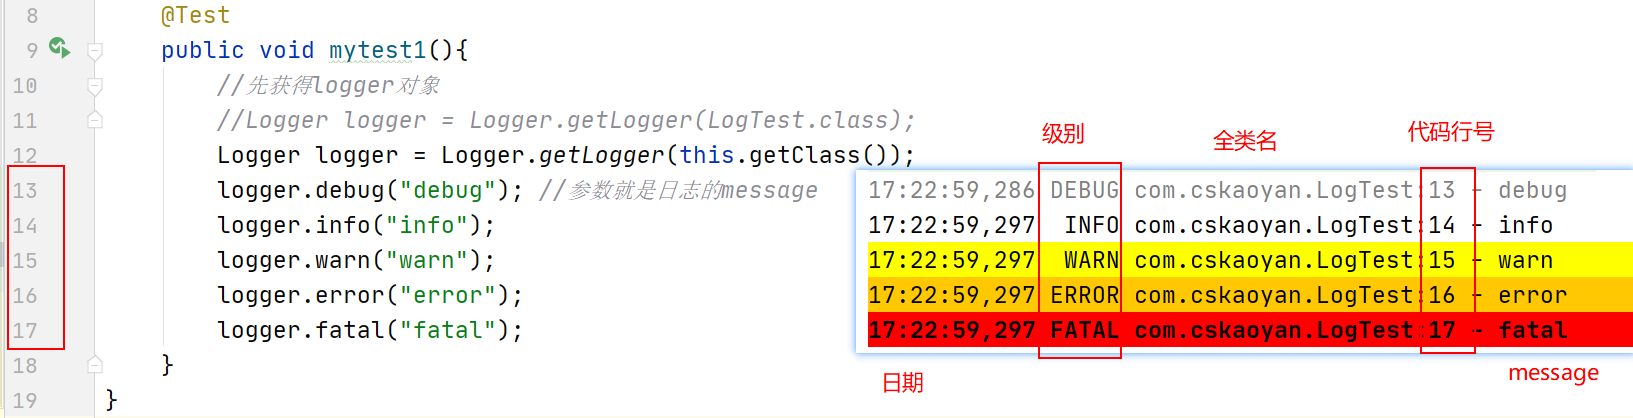 8 @Test
9 public void mytest1(){
10 //先获得logger对象
11 //Logger logger = Logger.getLogger(LogTest.class);
12 Logger logger = Logger.getLogger(this.getClass());
13 logger.debug("debug"); //参数就是日志的message
14 logger.info("info");
15 logger.warn("warn");
16 logger.error("error");
17 logger.fatal("fatal");
18 }
19 }
级别 全类名 代码行号
17:22:59,286 DEBUG com.cskaoyan.LogTest:13 - debug
17:22:59,297 INFO com.cskaoyan.LogTest:14 - info
17:22:59,297 WARN com.cskaoyan.LogTest:15 - warn
17:22:59,297 ERROR com.cskaoyan.LogTest:16 - error
17:22:59,297 FATAL com.cskaoyan.LogTest:17 - fatal
日期 message